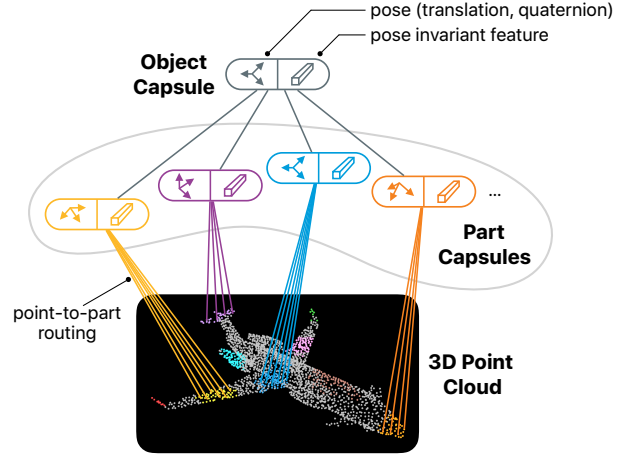 pose (translation, quaternion)
pose invariant feature
Object
Capsule
...
Part
Capsules
point-to-part
routing
3D Point
Cloud